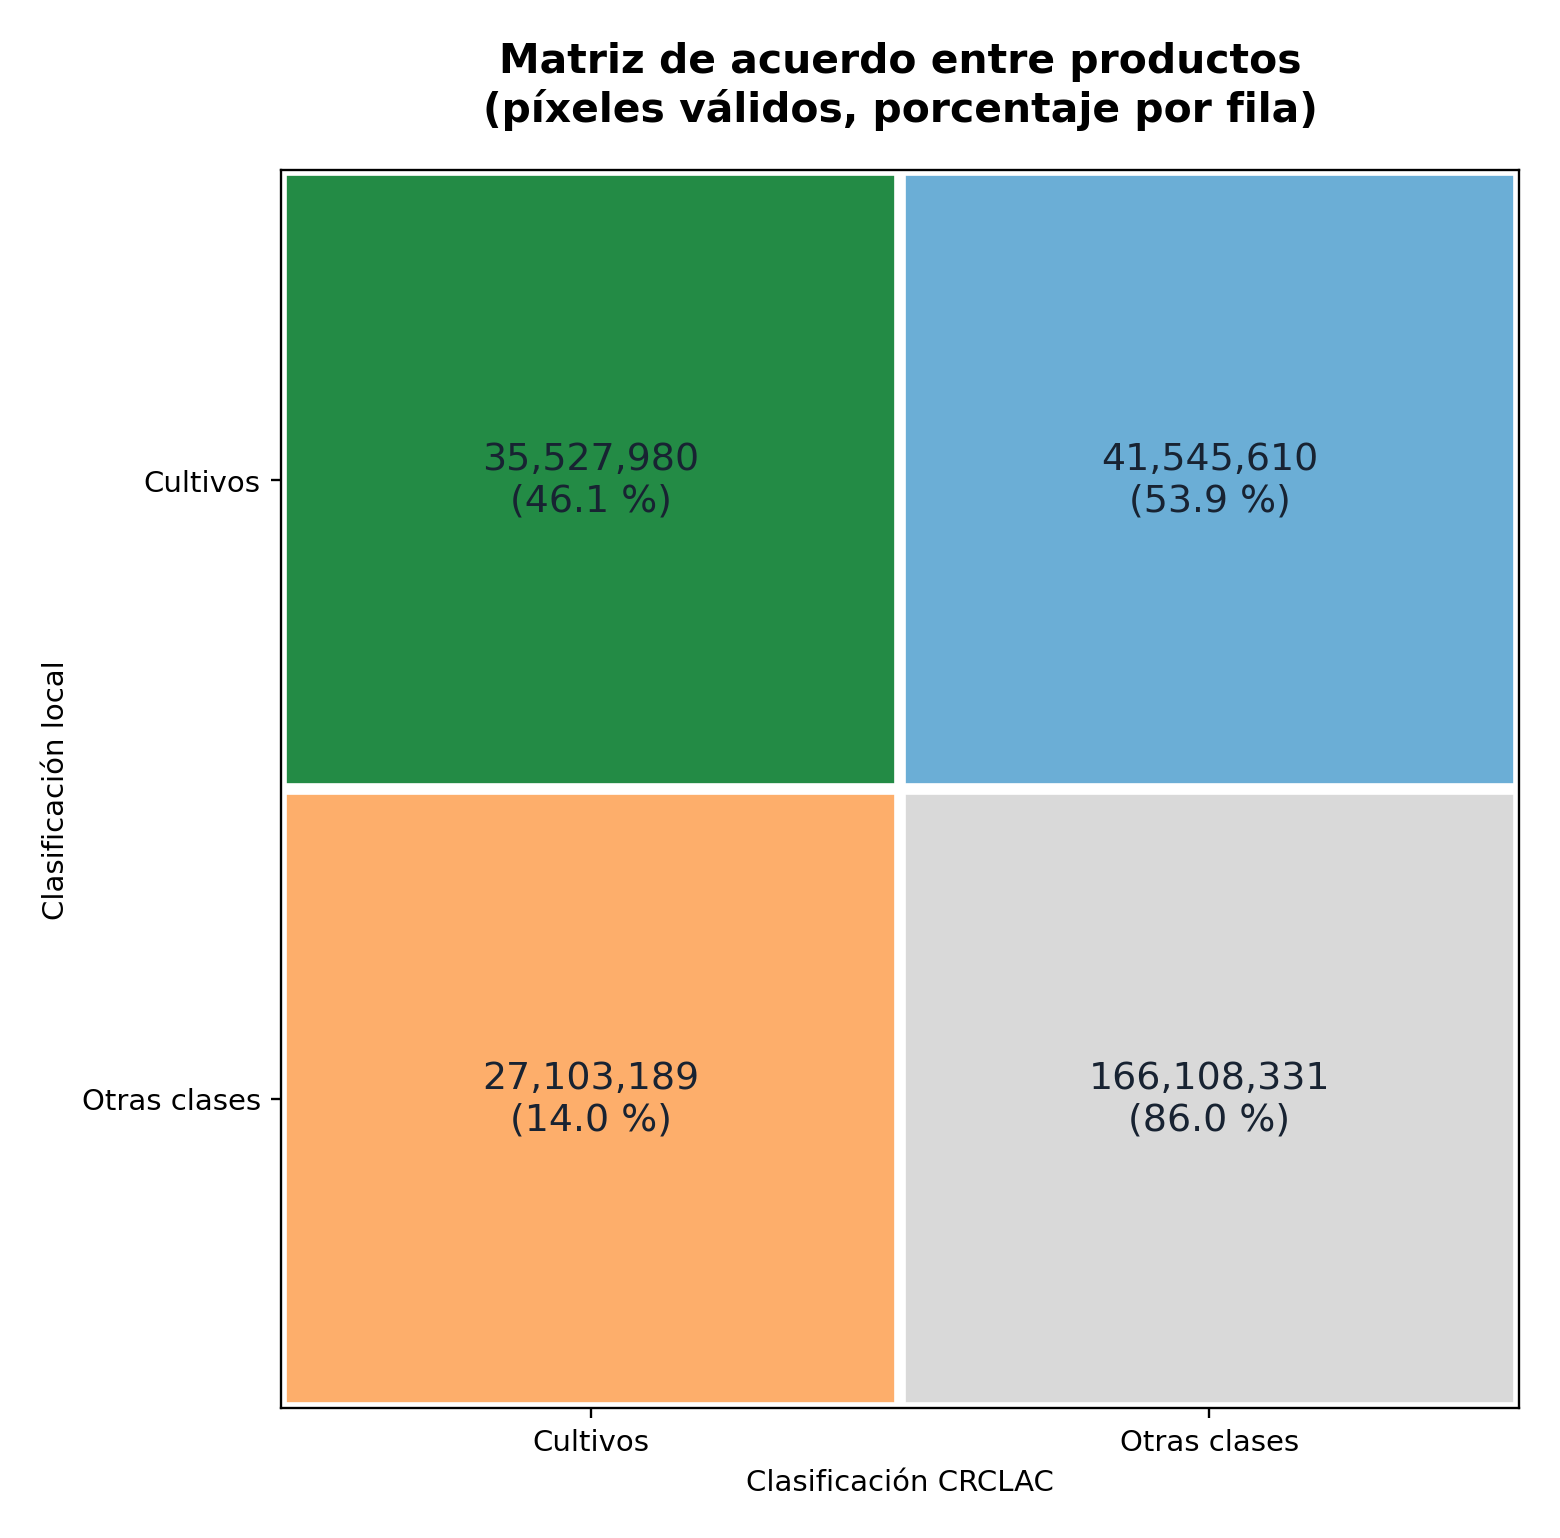 Matriz de acuerdo entre productos
(píxeles válidos, porcentaje por fila)
Clasificación local
Cultivos
35,527,980
(46.1 %)
41,545,610
(53.9 %)
Otras clases
27,103,189
(14.0 %)
166,108,331
(86.0 %)
Cultivos
Otras clases
Clasificación CRCLAC